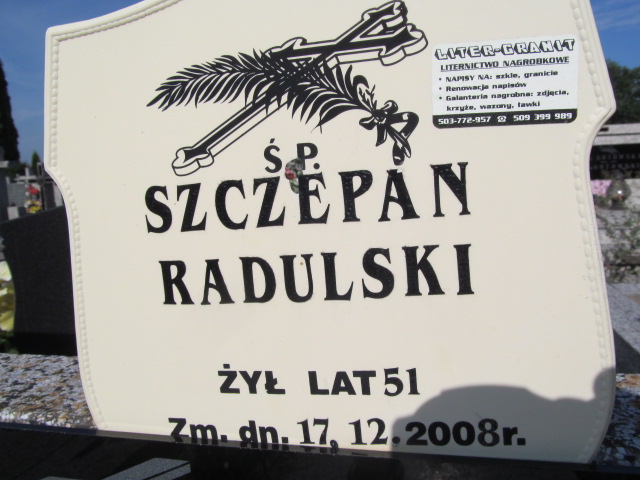 LITER-GRANIT
LITERNICTWO NAGROBKOWE
• NAPISY NA: szkle, granicie
• Renowacja napisów
• Galanteria nagrobna: zdjęcia,
krzyże, wazony, ławki
503-772-957 ☎ 509 399 989
Ś.P.
SZCZEPAN
RADULSKI
ŻYŁ LAT 51
Zm. dn. 17, 12. 2008r.